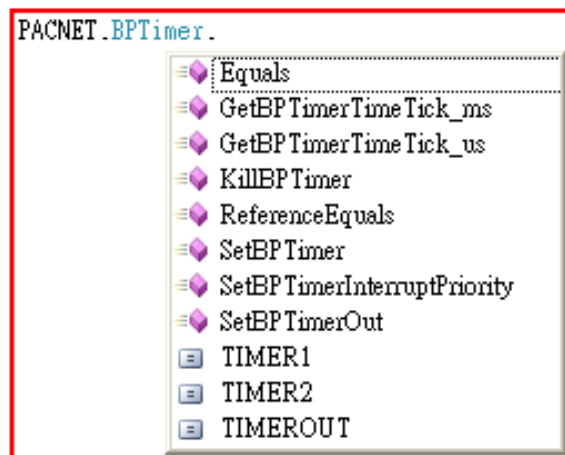 PACNET.BPTimer.
Equals
GetBPTimerTimeTick_ms
GetBPTimerTimeTick_us
KillBPTimer
ReferenceEquals
SetBPTimer
SetBPTimerInterruptPriority
SetBPTimerOut
TIMER1
TIMER2
TIMEROUT